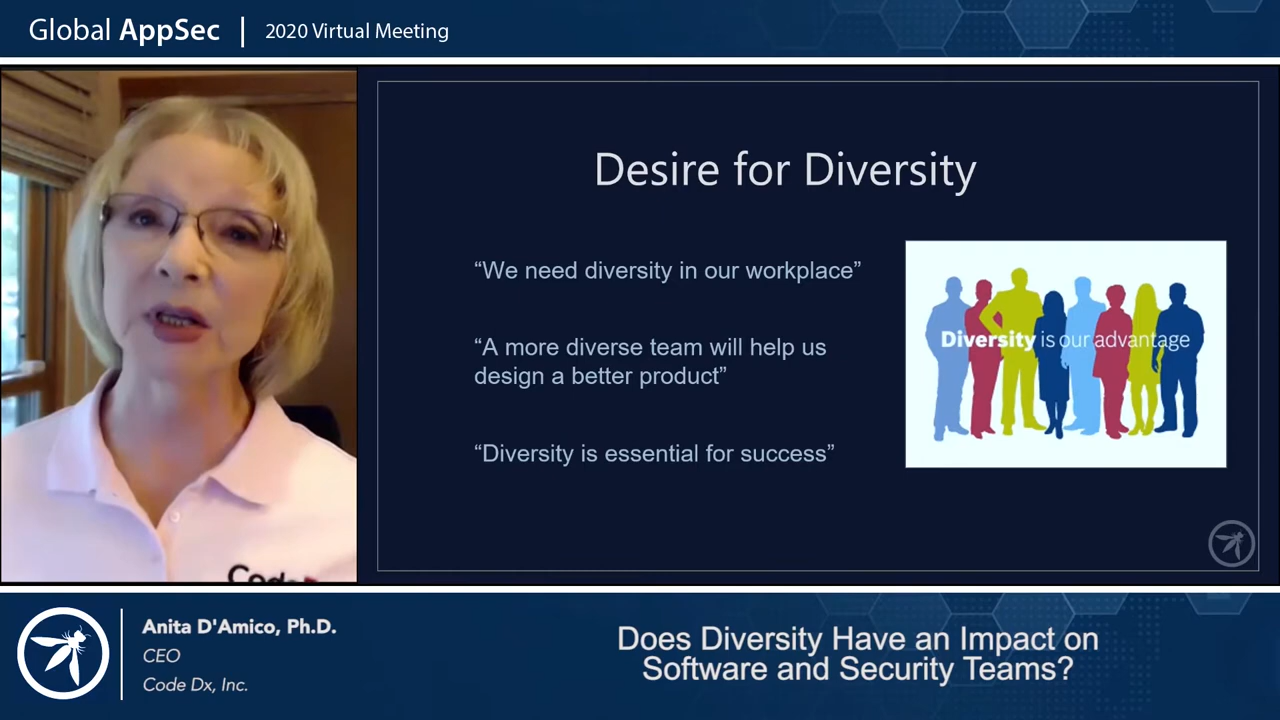 Global AppSec | 2020 Virtual Meeting
Desire for Diversity
“We need diversity in our workplace”
“A more diverse team will help us
design a better product”
“Diversity is essential for success”
Diversity is our advantage
Code
Anita D'Amico, Ph.D.
CEO
Code Dx, Inc.
Does Diversity Have an Impact on
Software and Security Teams?